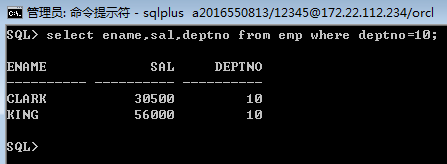 管理员: 命令提示符 - sqlplus a2016550813/12345@172.22.112.234/orcl
SQL> select ename,sal,deptno from emp where deptno=10;
ENAME SAL DEPTNO
---------- ---------- ----------
CLARK 30500 10
KING 56000 10
SQL>